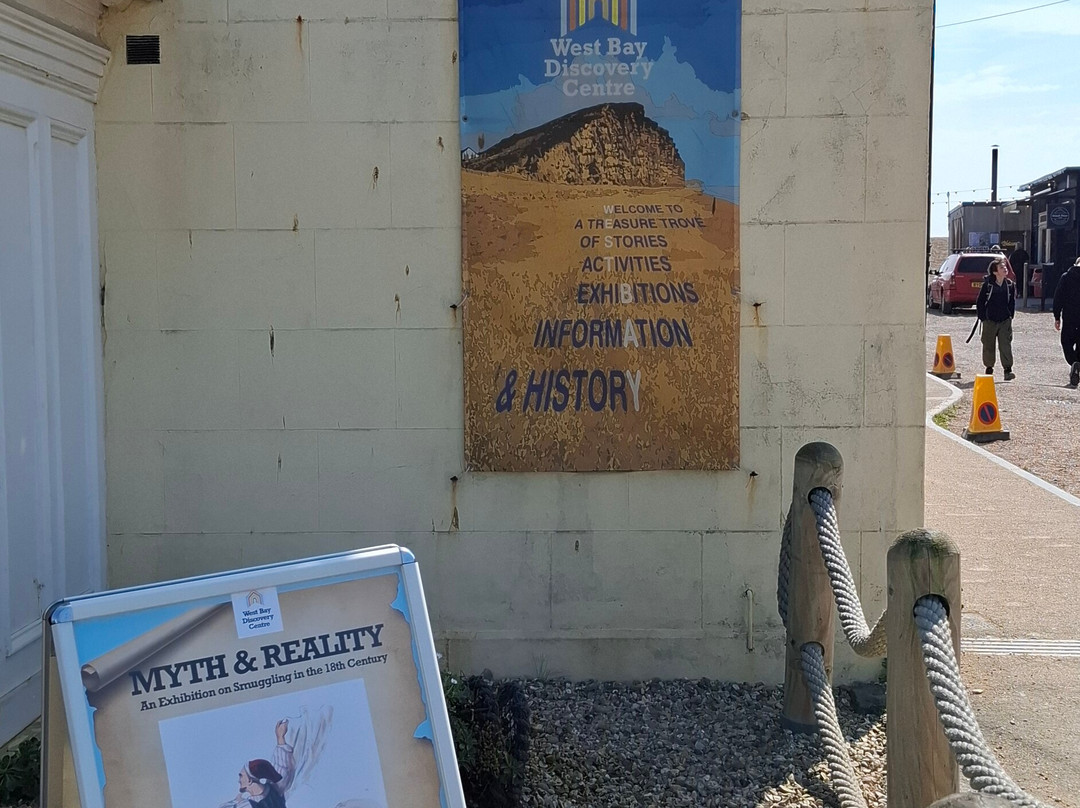 West Bay
Discovery
Centre
WELCOME TO
A TREASURE TROVE
OF STORIES
ACTIVITIES
EXHIBITIONS
INFORMATION
& HISTORY
West Bay
Discovery
Centre
MYTH & REALITY
An Exhibition on Smuggling in the 18th Century